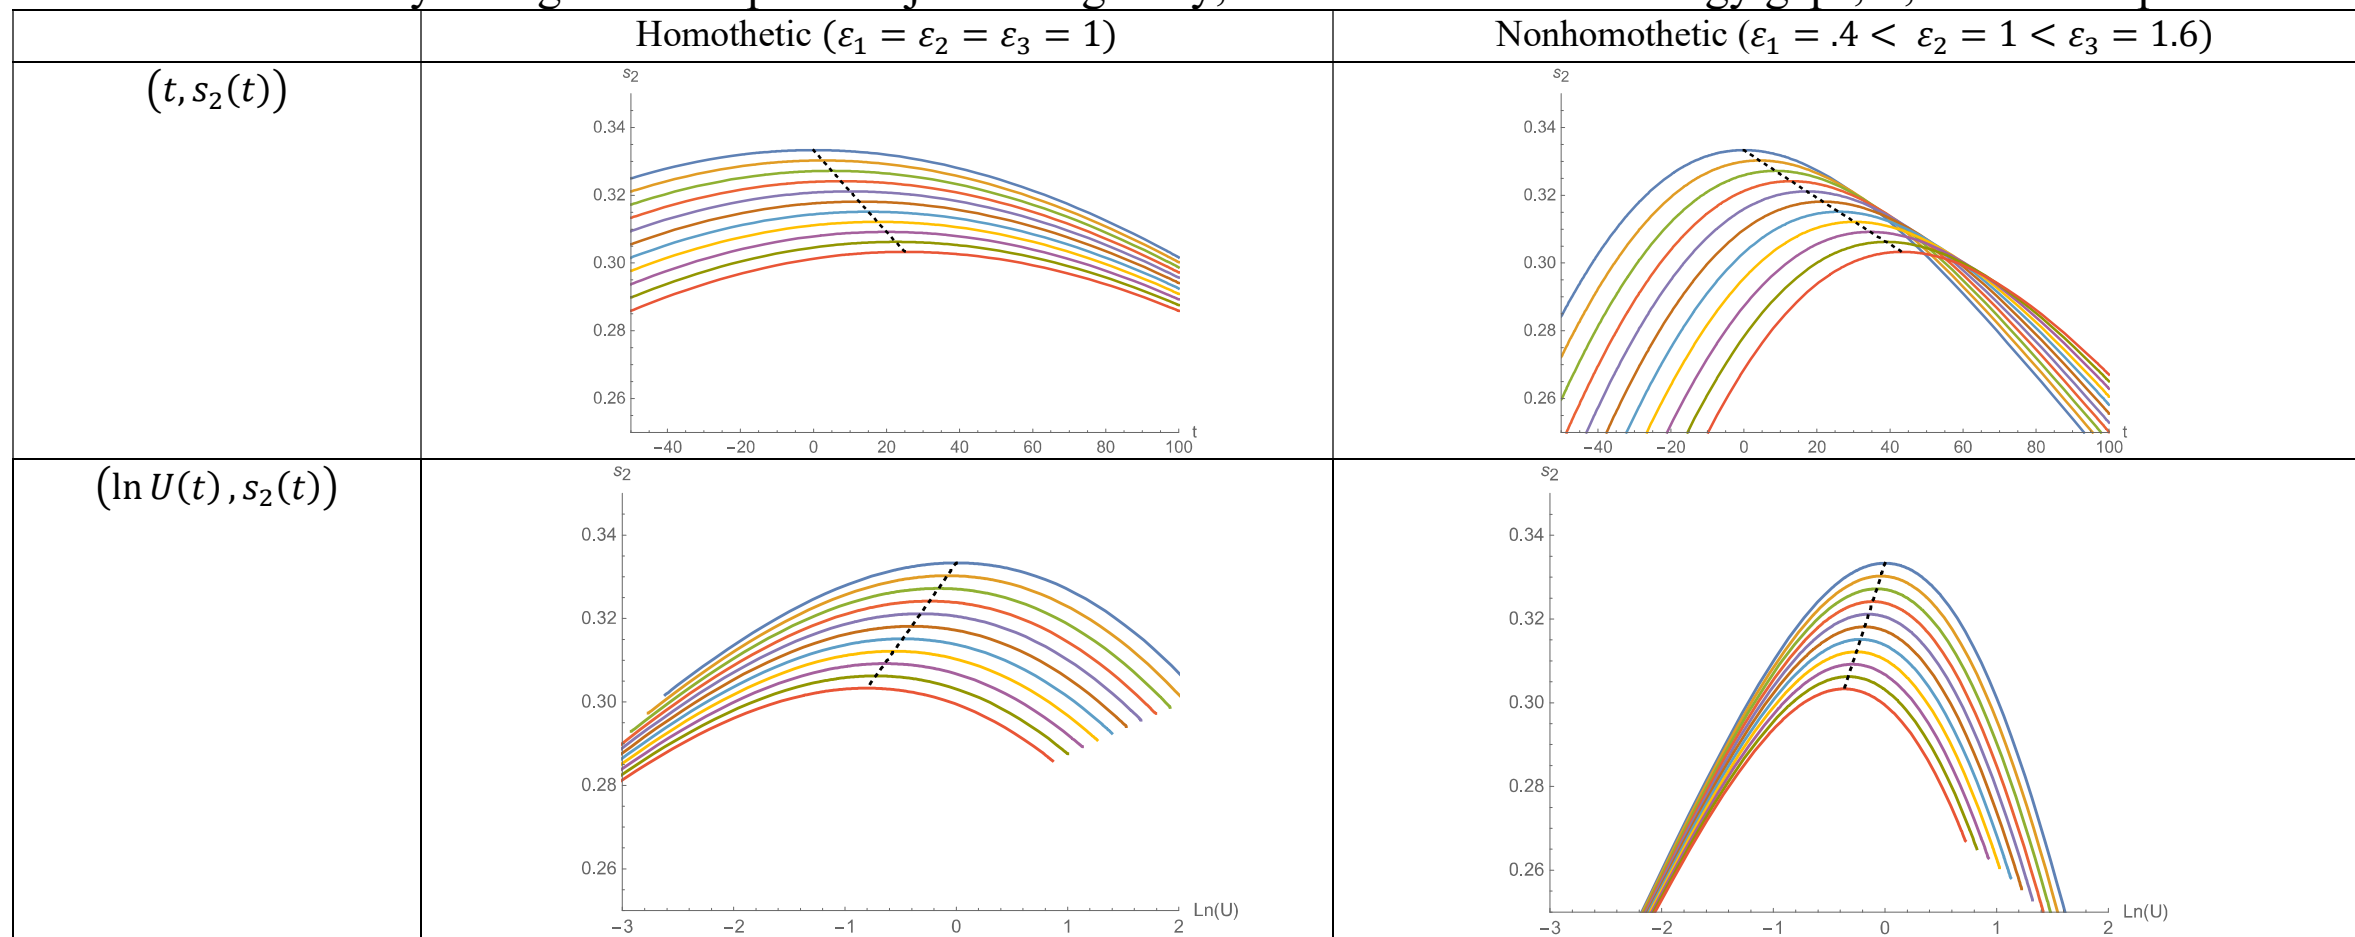 Homothetic (ε₁ = ε₂ = ε₃ = 1)
Nonhomothetic (ε₁ = .4 < ε₂ = 1 < ε₃ = 1.6)
(t, s₂(t))
s₂
0.34
0.32
0.30
0.28
0.26
−40 −20 0 20 40 60 80 100 t
s₂
0.34
0.32
0.30
0.28
0.26
−40 −20 0 20 40 60 80 100 t
(ln U(t), s₂(t))
s₂
0.34
0.32
0.30
0.28
0.26
−3 −2 −1 0 1 2 Ln(U)
s₂
0.34
0.32
0.30
0.28
0.26
−3 −2 −1 0 1 2 Ln(U)